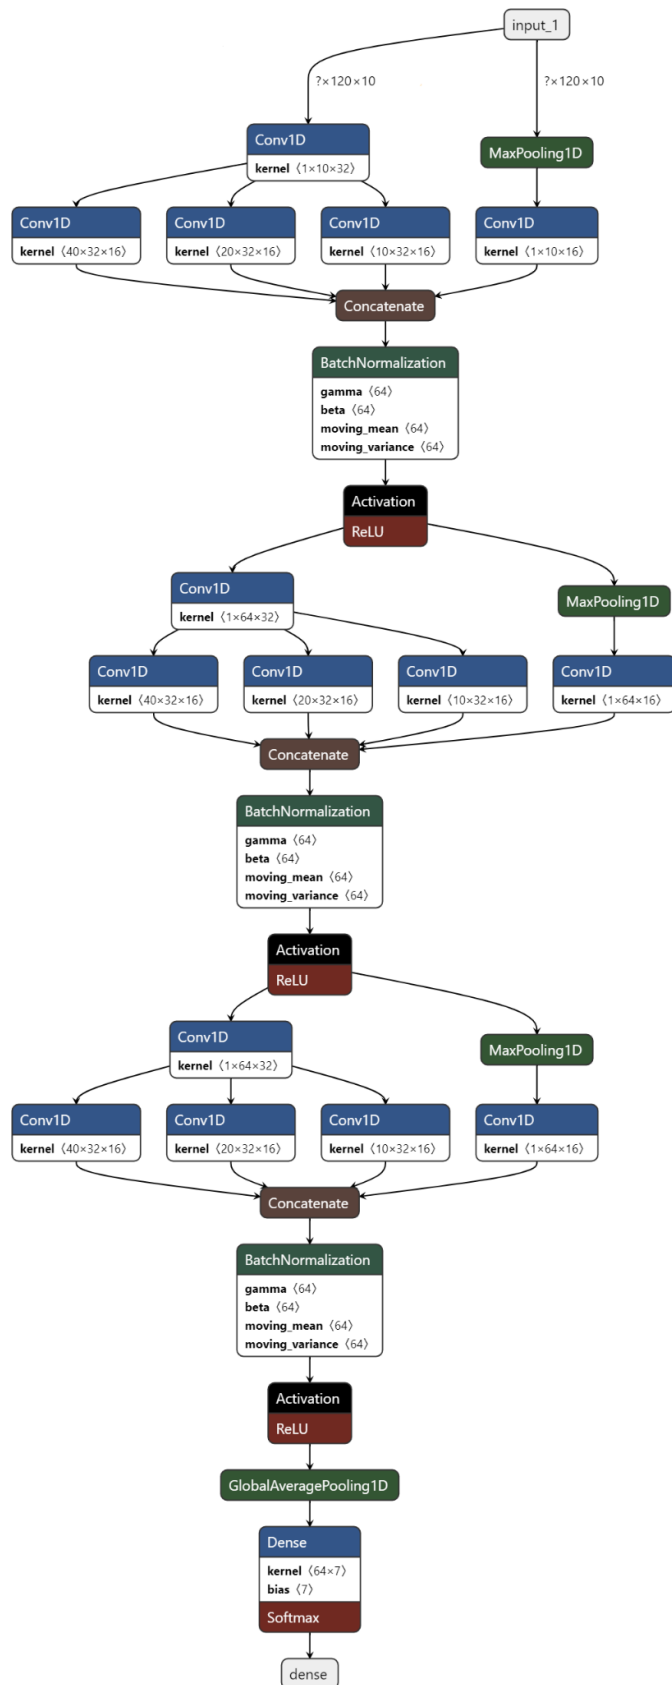 input_1
?×120×10
?×120×10
Conv1D
kernel ⟨1×10×32⟩
MaxPooling1D
Conv1D
kernel ⟨40×32×16⟩
Conv1D
kernel ⟨20×32×16⟩
Conv1D
kernel ⟨10×32×16⟩
Conv1D
kernel ⟨1×10×16⟩
Concatenate
BatchNormalization
gamma ⟨64⟩
beta ⟨64⟩
moving_mean ⟨64⟩
moving_variance ⟨64⟩
Activation
ReLU
Conv1D
kernel ⟨1×64×32⟩
MaxPooling1D
Conv1D
kernel ⟨40×32×16⟩
Conv1D
kernel ⟨20×32×16⟩
Conv1D
kernel ⟨10×32×16⟩
Conv1D
kernel ⟨1×64×16⟩
Concatenate
BatchNormalization
gamma ⟨64⟩
beta ⟨64⟩
moving_mean ⟨64⟩
moving_variance ⟨64⟩
Activation
ReLU
Conv1D
kernel ⟨1×64×32⟩
MaxPooling1D
Conv1D
kernel ⟨40×32×16⟩
Conv1D
kernel ⟨20×32×16⟩
Conv1D
kernel ⟨10×32×16⟩
Conv1D
kernel ⟨1×64×16⟩
Concatenate
BatchNormalization
gamma ⟨64⟩
beta ⟨64⟩
moving_mean ⟨64⟩
moving_variance ⟨64⟩
Activation
ReLU
GlobalAveragePooling1D
Dense
kernel ⟨64×7⟩
bias ⟨7⟩
Softmax
dense